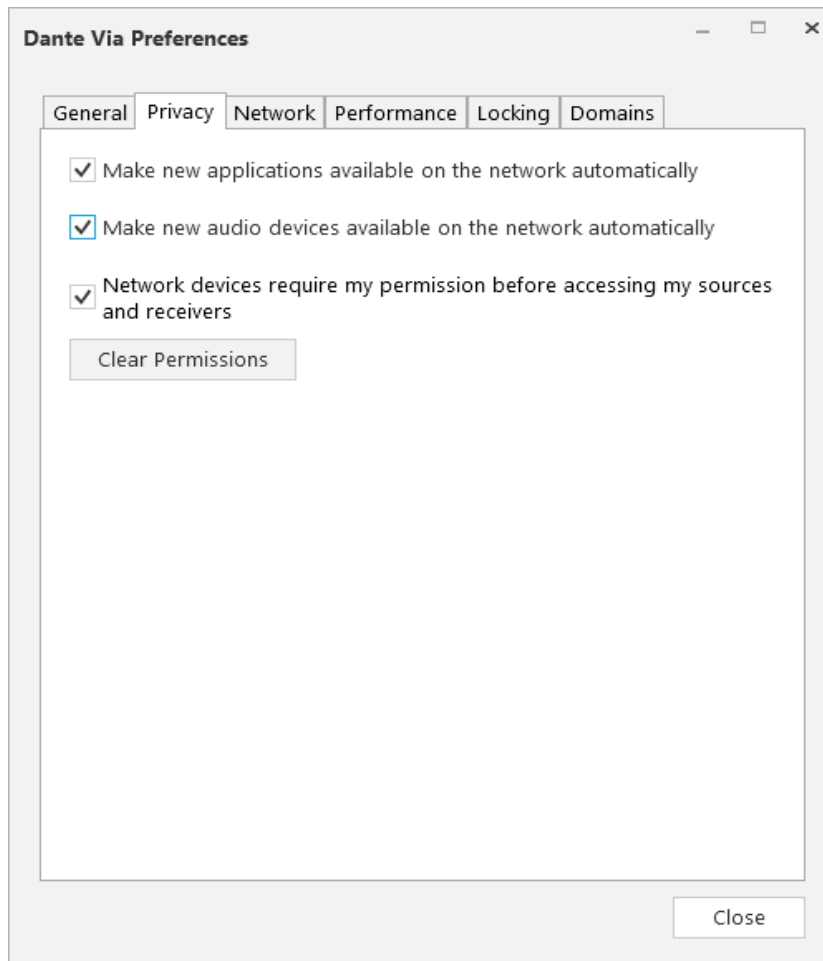 Dante Via Preferences
General Privacy Network Performance Locking Domains
Make new applications available on the network automatically
Make new audio devices available on the network automatically
Network devices require my permission before accessing my sources
and receivers
Clear Permissions
Close